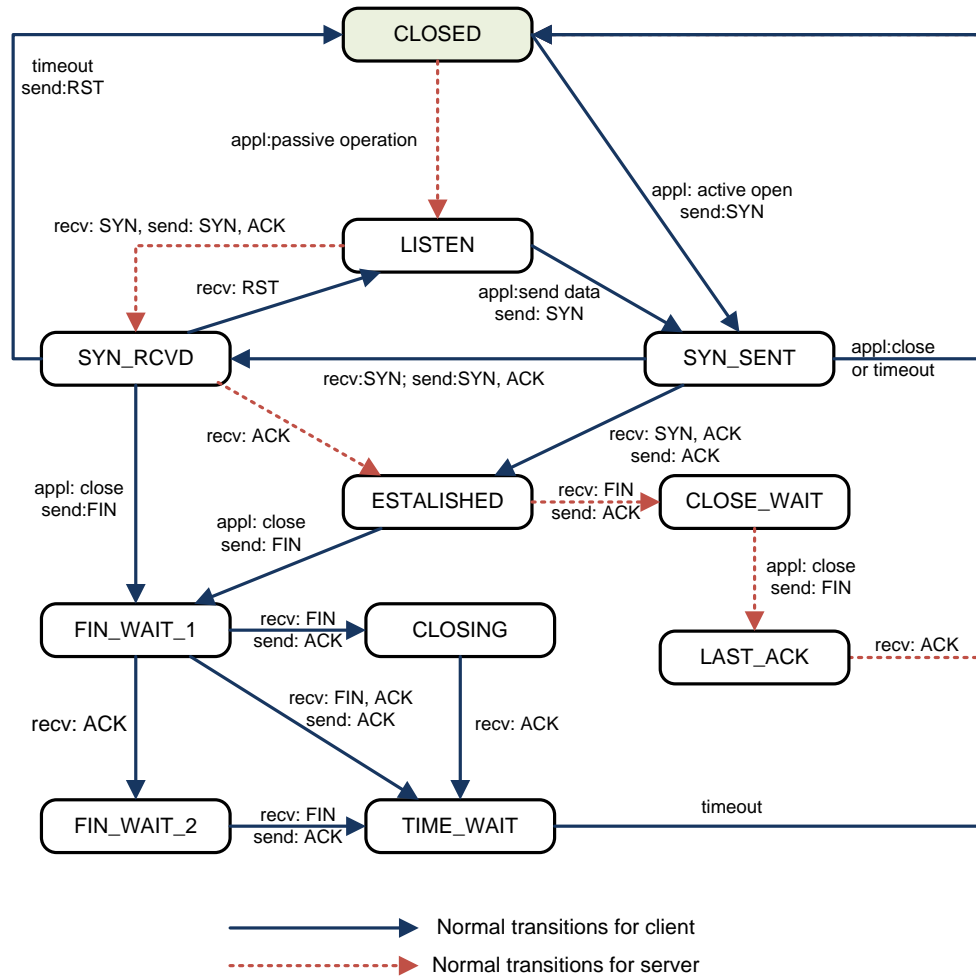 CLOSED
timeout
send:RST
appl:passive operation
appl: active open
send:SYN
recv: SYN, send: SYN, ACK
LISTEN
recv: RST
appl:send data
send: SYN
SYN_RCVD
SYN_SENT
appl:close
or timeout
recv:SYN; send:SYN, ACK
recv: ACK
recv: SYN, ACK
send: ACK
appl: close
send:FIN
ESTALISHED
recv: FIN
send: ACK
CLOSE_WAIT
appl: close
send: FIN
appl: close
send: FIN
FIN_WAIT_1
recv: FIN
send: ACK
CLOSING
LAST_ACK
recv: ACK
recv: ACK
recv: FIN, ACK
send: ACK
recv: ACK
FIN_WAIT_2
recv: FIN
send: ACK
TIME_WAIT
timeout
Normal transitions for client
Normal transitions for server